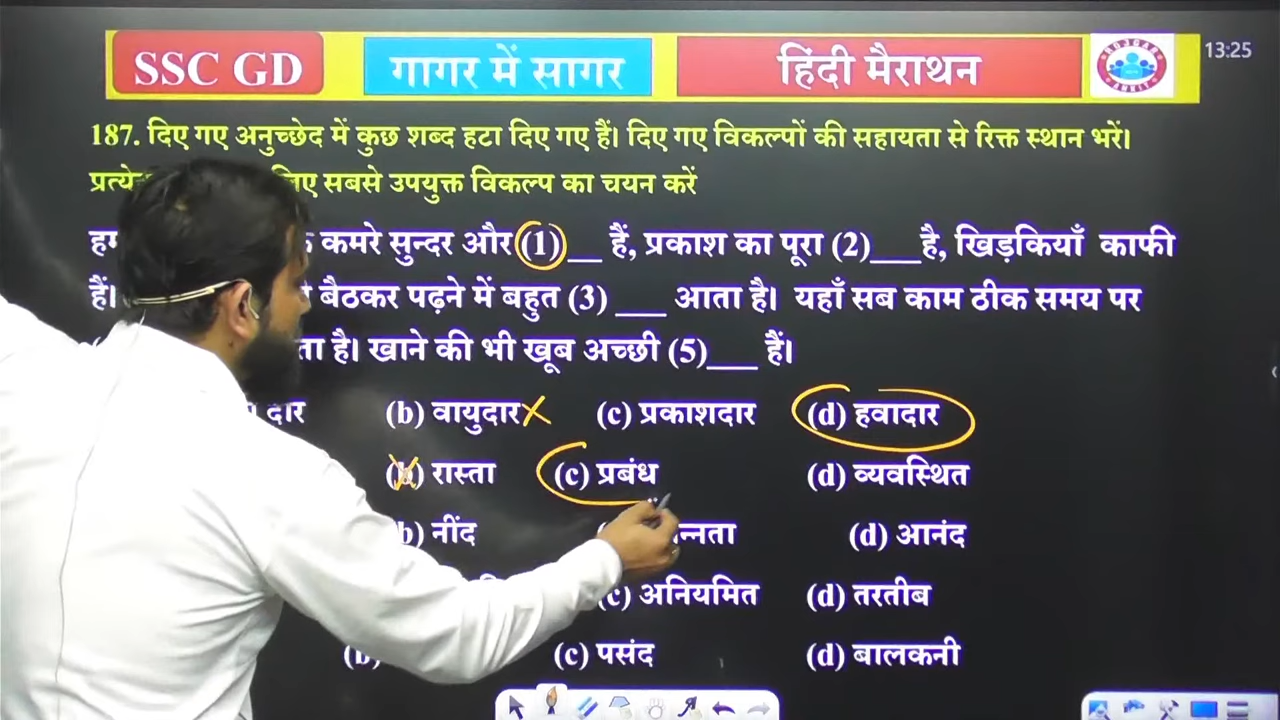 SSC GD
गागर में सागर
हिंदी मैराथन
13:25
187. दिए गए अनुच्छेद में कुछ शब्द हटा दिए गए हैं। दिए गए विकल्पों की सहायता से रिक्त स्थान भरें।
सबसे उपयुक्त विकल्प का चयन करें
कमरे सुन्दर और (1)__ हैं, प्रकाश का पूरा (2)___है, खिड़कियाँ काफी
हैं। बैठकर पढ़ने में बहुत (3) ___ आता है। यहाँ सब काम ठीक समय पर
है। खाने की भी खूब अच्छी (5)___ हैं।
दार (b) वायुदार (c) प्रकाशदार (d) हवादार
(b) रास्ता (c) प्रबंध (d) व्यवस्थित
(b) नींद (d) आनंद
(c) अनियमित (d) तरतीब
(c) पसंद (d) बालकनी